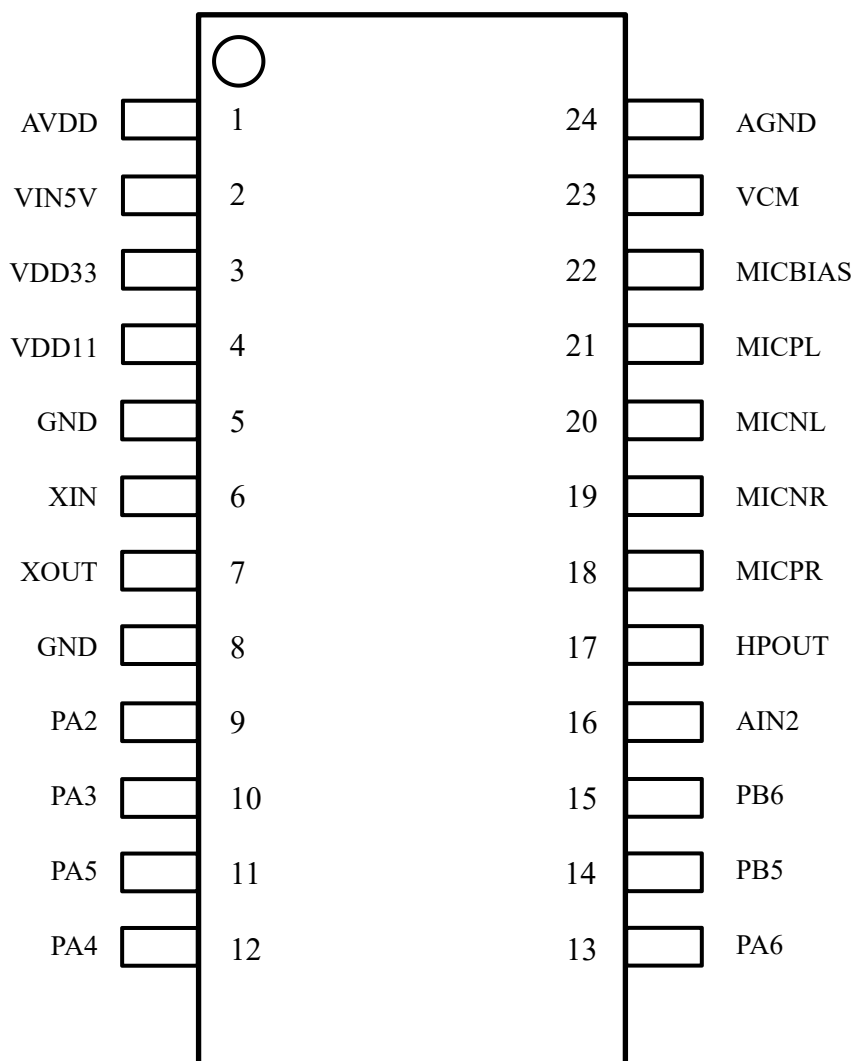 AVDD 1 24 AGND
VIN5V 2 23 VCM
VDD33 3 22 MICBIAS
VDD11 4 21 MICPL
GND 5 20 MICNL
XIN 6 19 MICNR
XOUT 7 18 MICPR
GND 8 17 HPOUT
PA2 9 16 AIN2
PA3 10 15 PB6
PA5 11 14 PB5
PA4 12 13 PA6